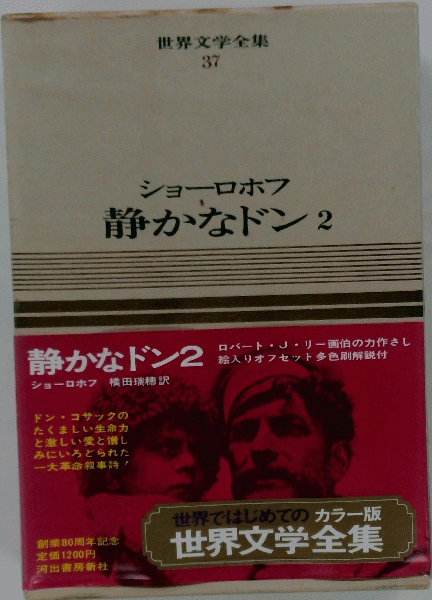 世界文学全集
37
ショーロホフ
静かなドン 2
静かなドン2
ショーロホフ 横田瑞穂訳
ロバート・J・リー画伯の力作さし
絵入りオフセット多色刷解説付
ドン・コサックの
たくましい生命力
と激しい愛と憎し
みにいろどられた
一大革命叙事詩!
世界ではじめての カラー版
世界文学全集
創業80周年記念
定価1200円
河出書房新社